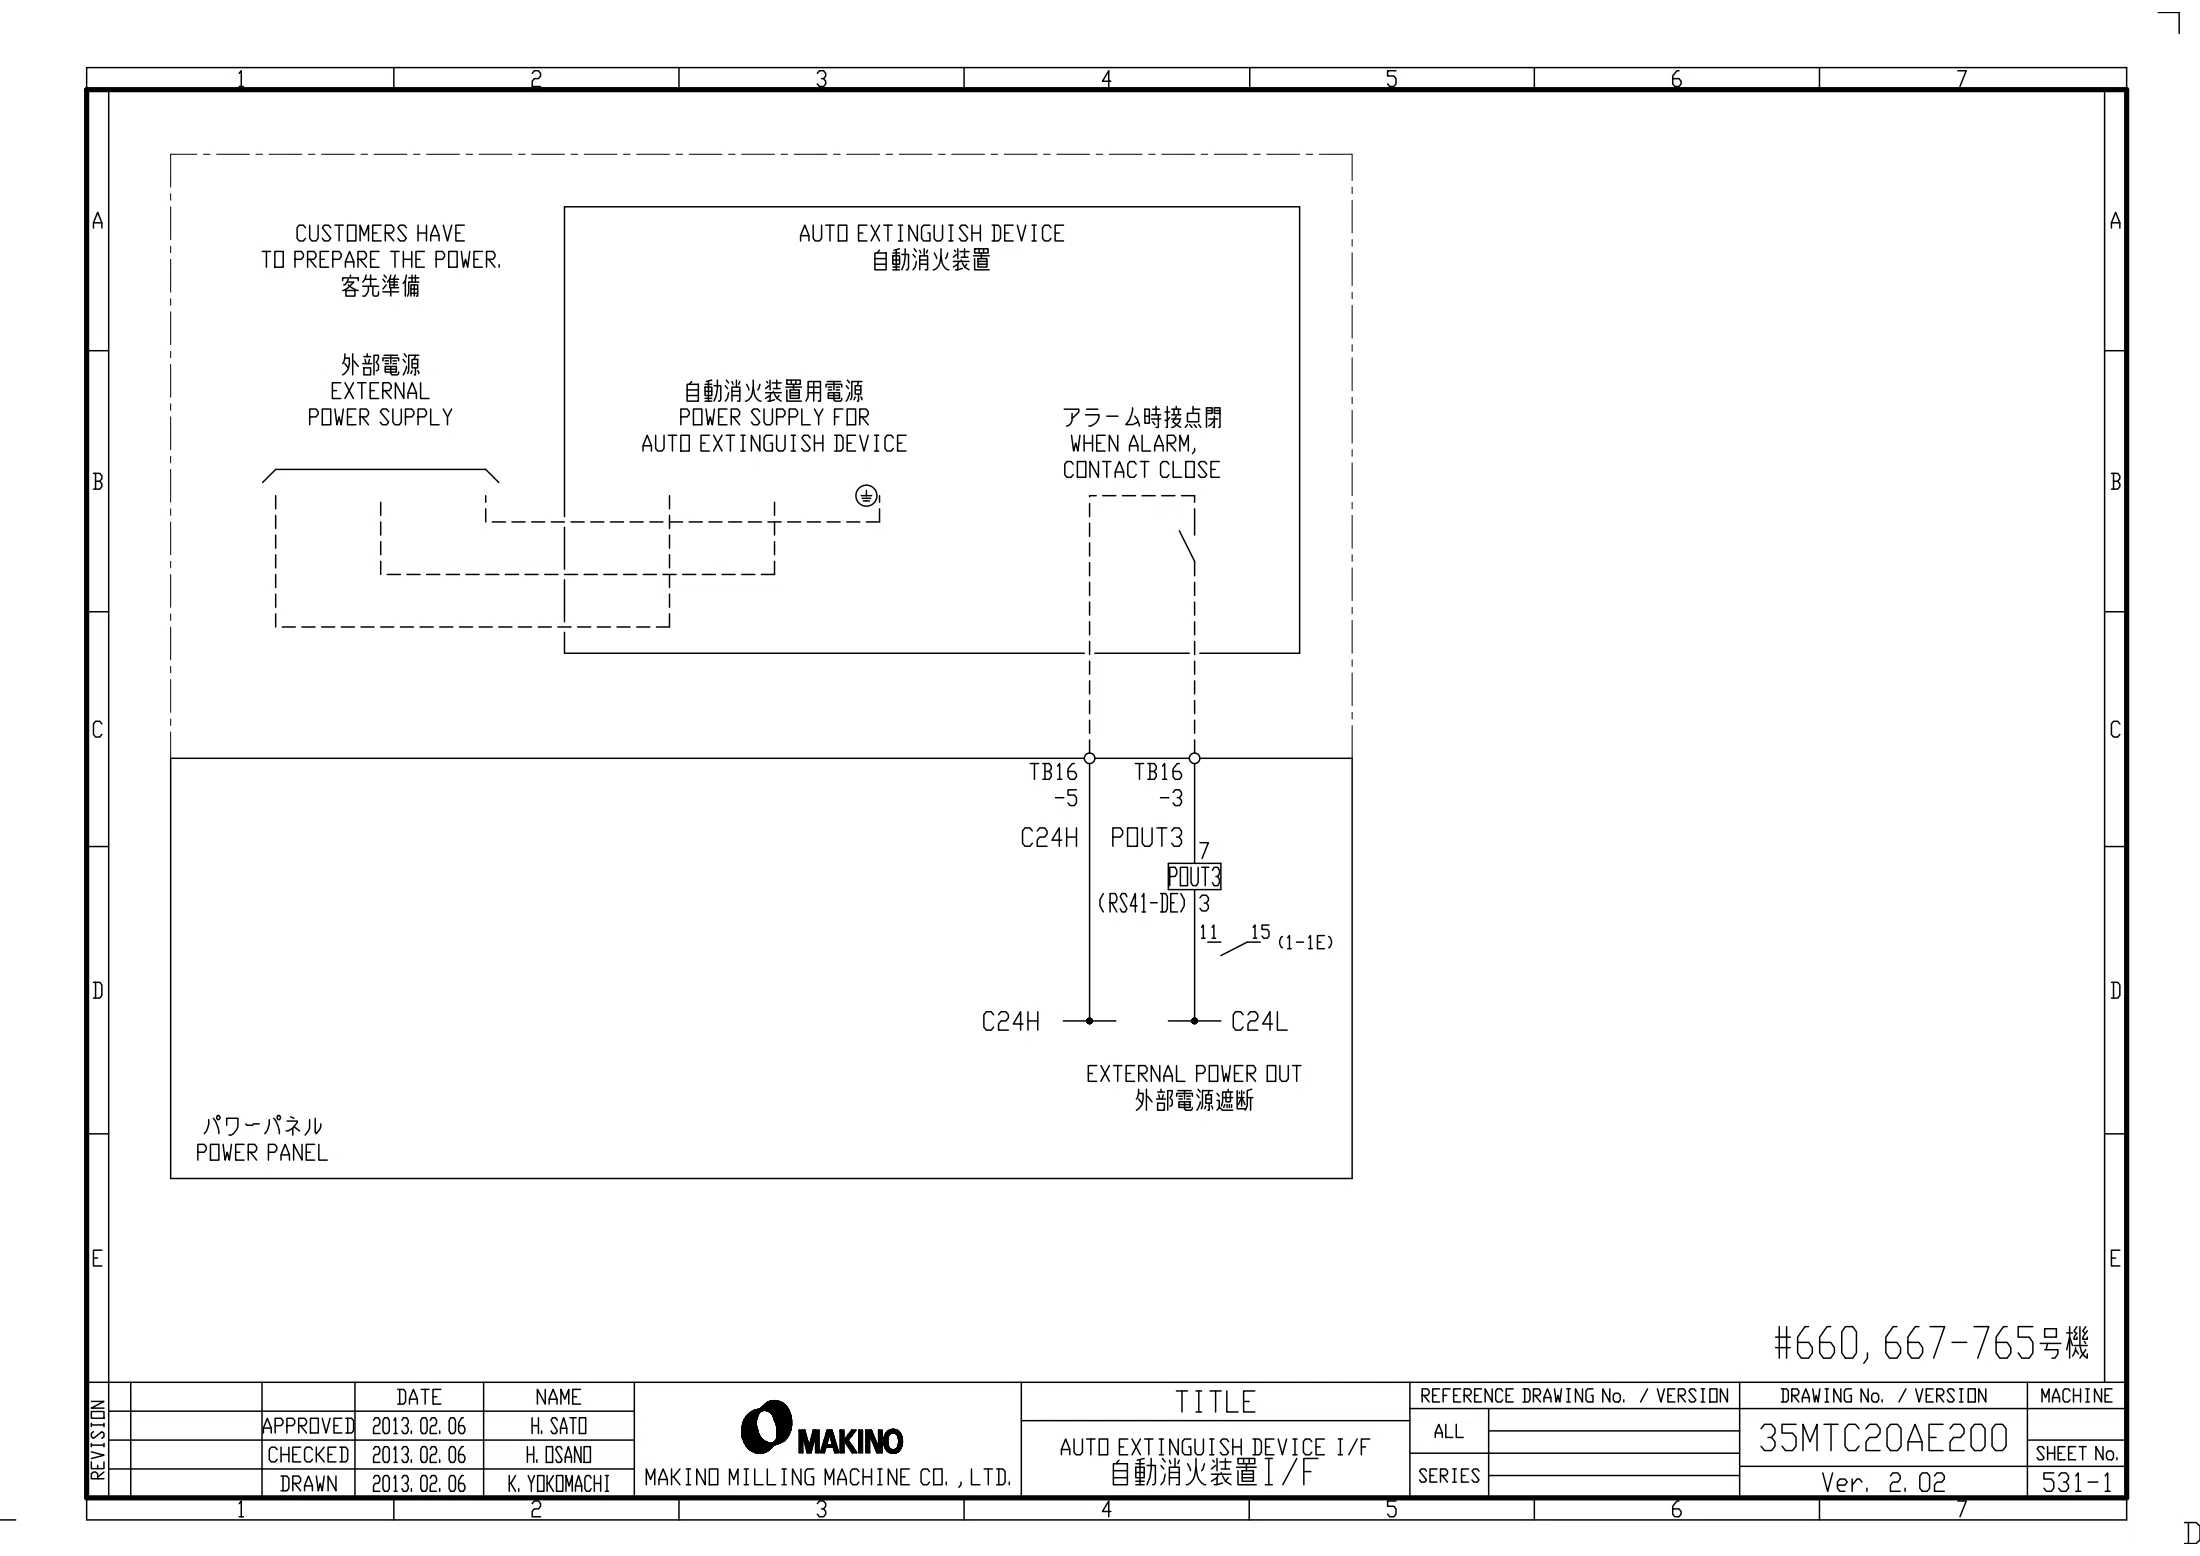 1 2 3 4 5 6 7
A A
CUSTOMERS HAVE
TO PREPARE THE POWER.
客先準備
AUTO EXTINGUISH DEVICE
自動消火装置
外部電源
EXTERNAL
POWER SUPPLY
自動消火装置用電源
POWER SUPPLY FOR
AUTO EXTINGUISH DEVICE
アラーム時接点閉
WHEN ALARM,
CONTACT CLOSE
B B
C C
TB16
-5
TB16
-3
C24H
POUT3
7
POUT3
(RS41-DE) 3
11 15 (1-1E)
D D
C24H
C24L
EXTERNAL POWER OUT
外部電源遮断
パワーパネル
POWER PANEL
E E
#660, 667-765号機
REVISION
DATE NAME
APPROVED 2013. 02. 06 H. SATO
CHECKED 2013. 02. 06 H. OSANO
DRAWN 2013. 02. 06 K. YOKOMACHI
MAKINO
MAKINO MILLING MACHINE CO. , LTD.
TITLE
AUTO EXTINGUISH DEVICE I/F
自動消火装置I/F
REFERENCE DRAWING No. / VERSION
ALL
SERIES
DRAWING No. / VERSION
35MTC20AE200
Ver. 2. 02
MACHINE
SHEET No.
531-1
1 2 3 4 5 6 7
D